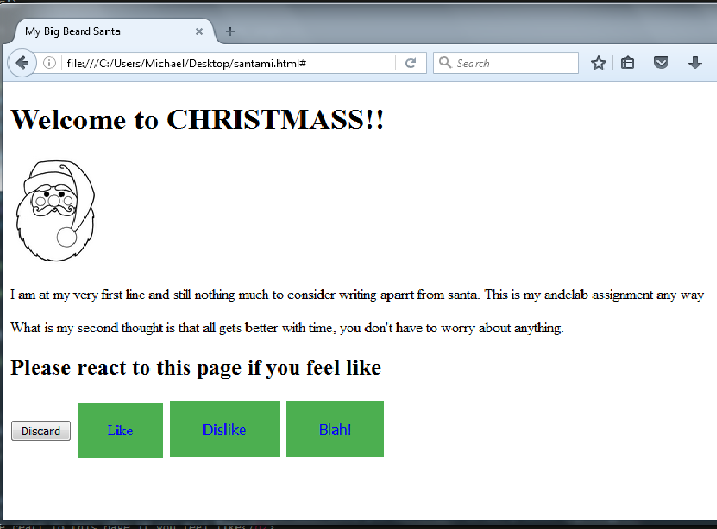 My Big Beard Santa
file:///C:/Users/Michael/Desktop/santami.html#
Search
Welcome to CHRISTMASS!!
I am at my very first line and still nothing much to consider writing aparrt from santa. This is my andelab assignment any way
What is my second thought is that all gets better with time, you don't have to worry about anything.
Please react to this page if you feel like
Discard Like Dislike Blah!